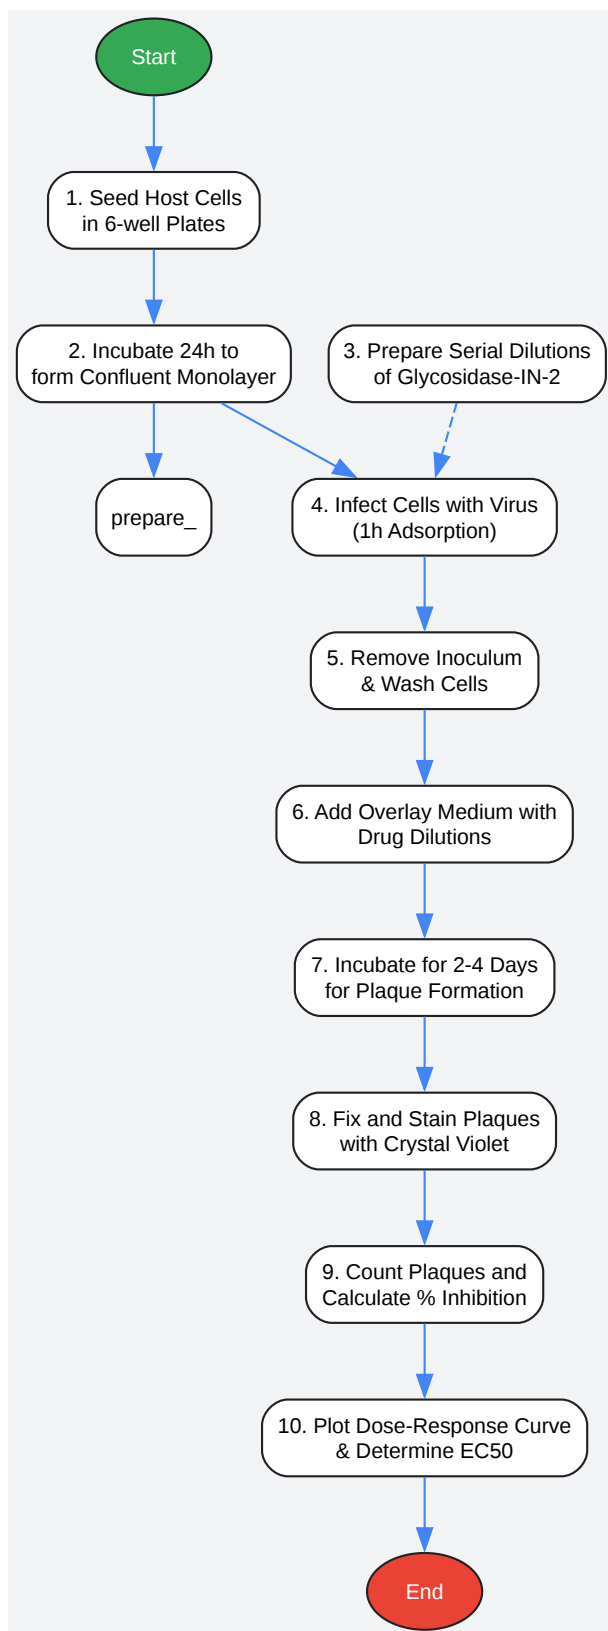 Start
1. Seed Host Cells
in 6-well Plates
2. Incubate 24h to
form Confluent Monolayer
3. Prepare Serial Dilutions
of Glycosidase-IN-2
prepare_
4. Infect Cells with Virus
(1h Adsorption)
5. Remove Inoculum
& Wash Cells
6. Add Overlay Medium with
Drug Dilutions
7. Incubate for 2-4 Days
for Plaque Formation
8. Fix and Stain Plaques
with Crystal Violet
9. Count Plaques and
Calculate % Inhibition
10. Plot Dose-Response Curve
& Determine EC50
End